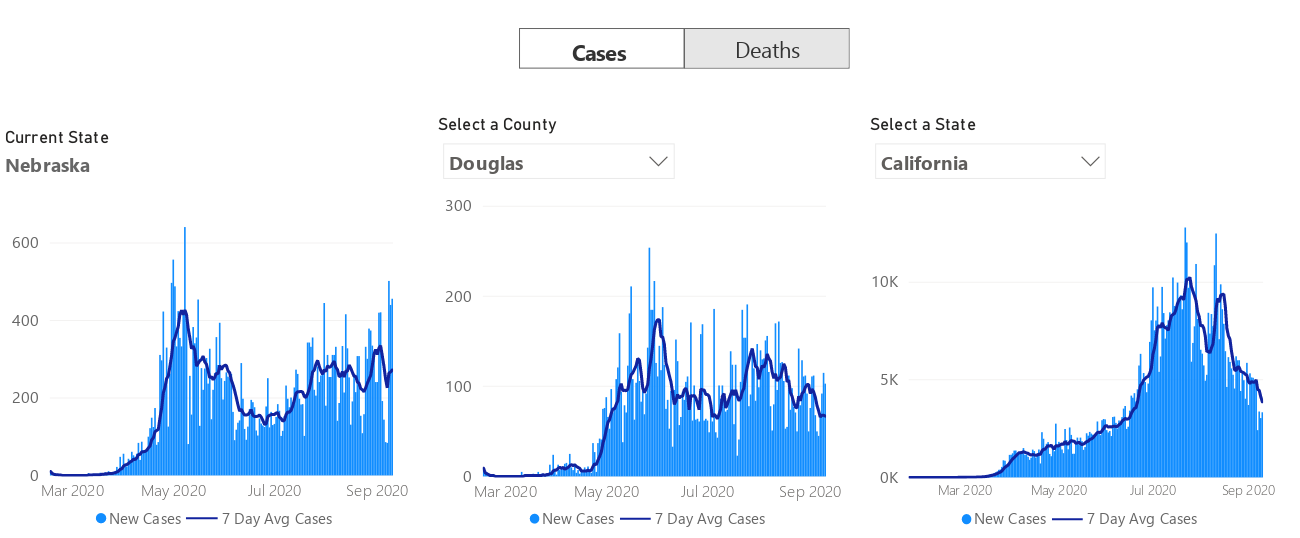 Cases Deaths
Current State
Nebraska
600
400
200
0
Mar 2020 May 2020 Jul 2020 Sep 2020
New Cases 7 Day Avg Cases
Select a County
Douglas
300
200
100
0
Mar 2020 May 2020 Jul 2020 Sep 2020
New Cases 7 Day Avg Cases
Select a State
California
10K
5K
0K
Mar 2020 May 2020 Jul 2020 Sep 2020
New Cases 7 Day Avg Cases